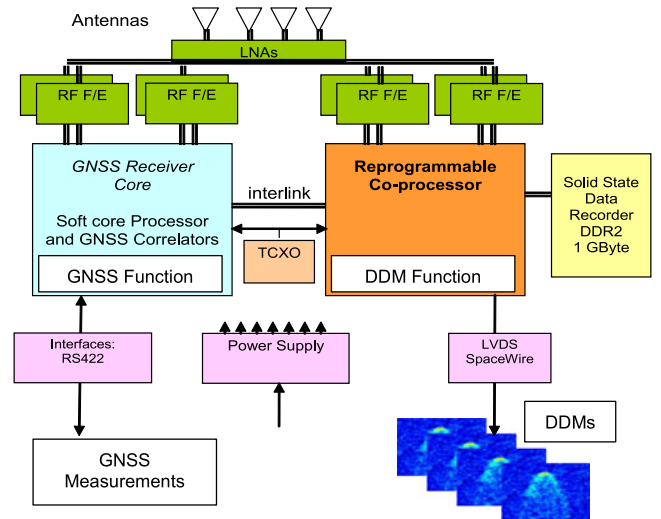 Antennas
LNAs
RF F/E
RF F/E
RF F/E
RF F/E
GNSS Receiver
Core
Soft core Processor
and GNSS Correlators
GNSS Function
interlink
TCXO
Reprogrammable
Co-processor
DDM Function
Solid State
Data
Recorder
DDR2
1 GByte
Interfaces:
RS422
Power Supply
LVDS
SpaceWire
GNSS
Measurements
DDMs